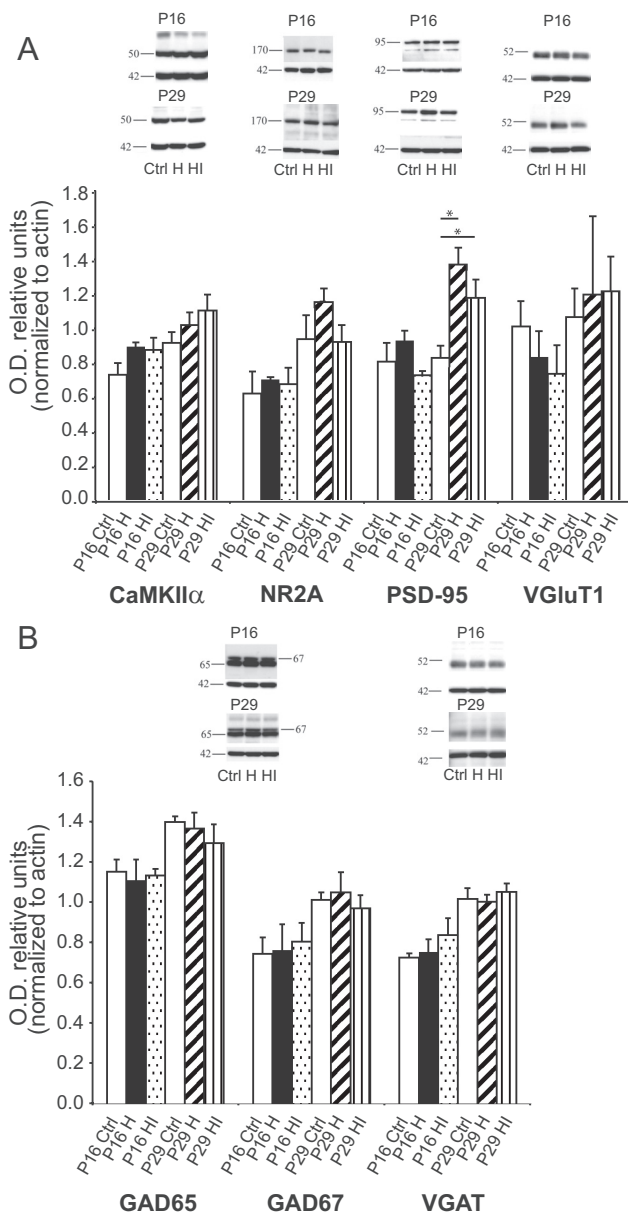 A
P16 P16 P16 P16
50 170 95 52
42 42 42 42
P29 P29 P29 P29
50 170 95 52
42 42 42 42
Ctrl H HI Ctrl H HI Ctrl H HI Ctrl H HI
O.D. relative units
(normalized to actin)
1.8
1.6
1.4
1.2
1.0
0.8
0.6
0.4
0.2
0.0
* 
*
P16 Ctrl P16 H P16 HI P29 Ctrl P29 H P29 HI P16 Ctrl P16 H P16 HI P29 Ctrl P29 H P29 HI P16 Ctrl P16 H P16 HI P29 Ctrl P29 H P29 HI P16 Ctrl P16 H P16 HI P29 Ctrl P29 H P29 HI
CaMKIIα NR2A PSD-95 VGluT1
B
P16 P16
65 67 52
42 42
P29 P29
65 67 52
42 42
Ctrl H HI Ctrl H HI
O.D. relative units
(normalized to actin)
1.6
1.4
1.2
1.0
0.8
0.6
0.4
0.2
0.0
P16 Ctrl P16 H P16 HI P29 Ctrl P29 H P29 HI P16 Ctrl P16 H P16 HI P29 Ctrl P29 H P29 HI P16 Ctrl P16 H P16 HI P29 Ctrl P29 H P29 HI
GAD65 GAD67 VGAT